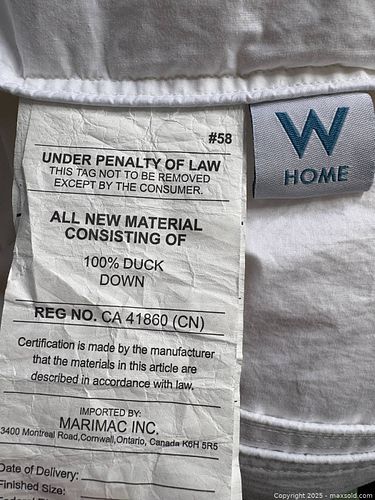 #58
UNDER PENALTY OF LAW
THIS TAG NOT TO BE REMOVED
EXCEPT BY THE CONSUMER.
ALL NEW MATERIAL
CONSISTING OF
100% DUCK
DOWN
REG NO. CA 41860 (CN)
Certification is made by the manufacturer
that the materials in this article are
described in accordance with law.
IMPORTED BY:
MARIMAC INC.
3400 Montreal Road,Cornwall,Ontario, Canada K6H 5R5
Date of Delivery:
Finished Size:
W
HOME
Copyright 2025 - maxsold.com